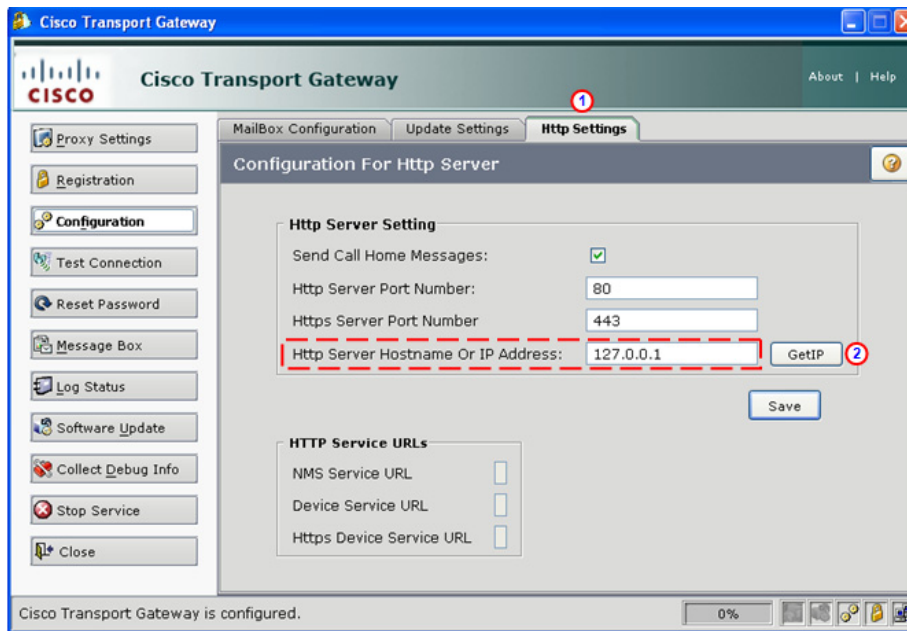 Cisco Transport Gateway
CISCO
Cisco Transport Gateway
About | Help
1
Proxy Settings
Registration
Configuration
Test Connection
Reset Password
Message Box
Log Status
Software Update
Collect Debug Info
Stop Service
Close
MailBox Configuration
Update Settings
Http Settings
Configuration For Http Server
Http Server Setting
Send Call Home Messages:
Http Server Port Number: 80
Https Server Port Number 443
Http Server Hostname Or IP Address: 127.0.0.1 GetIP 2
Save
HTTP Service URLs
NMS Service URL
Device Service URL
Https Device Service URL
Cisco Transport Gateway is configured.
0%